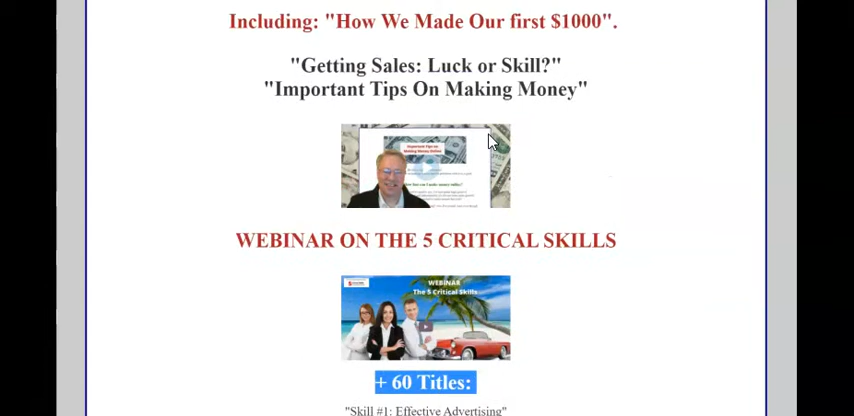 Including: "How We Made Our first $1000".
"Getting Sales: Luck or Skill?"
"Important Tips On Making Money"
Important Tips on
Making Money Online
WEBINAR ON THE 5 CRITICAL SKILLS
WEBINAR
The 5 Critical Skills
+ 60 Titles:
"Skill #1: Effective Advertising"